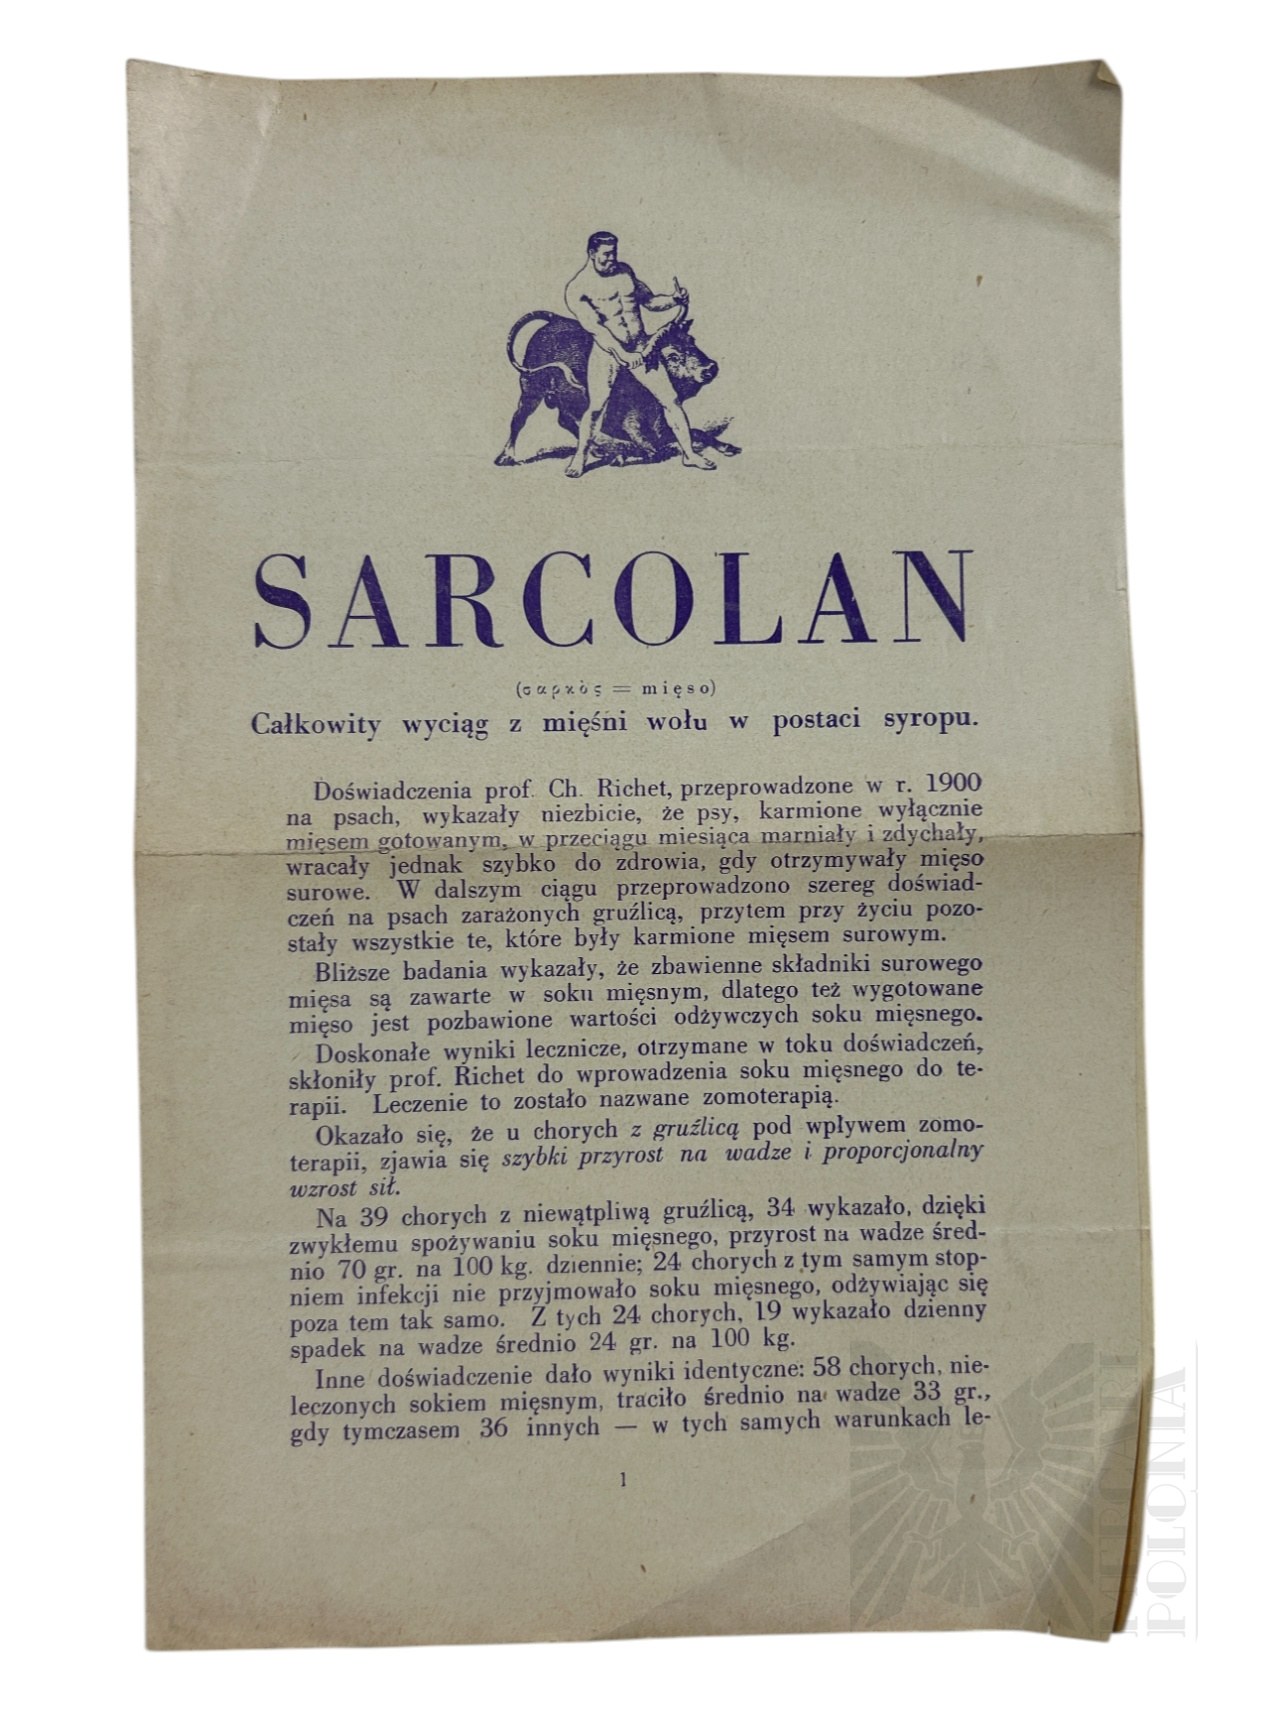 SARCOLAN
(σαρκὸς = mięso)
Całkowity wyciąg z mięśni wołu w postaci syropu.
Doświadczenia prof. Ch. Richet, przeprowadzone w r. 1900
na psach, wykazały niezbicie, że psy, karmione wyłącznie
mięsem gotowanym, w przeciągu miesiąca marniały i zdychały,
wracały jednak szybko do zdrowia, gdy otrzymywały mięso
surowe. W dalszym ciągu przeprowadzono szereg doświad-
czeń na psach zarażonych gruźlicą, przytem przy życiu pozo-
stały wszystkie te, które były karmione mięsem surowym.
Bliższe badania wykazały, że zbawienne składniki surowego
mięsa są zawarte w soku mięsnym, dlatego też wygotowane
mięso jest pozbawione wartości odżywczych soku mięsnego.
Doskonałe wyniki lecznicze, otrzymane w toku doświadczeń,
skłoniły prof. Richet do wprowadzenia soku mięsnego do te-
rapii. Leczenie to zostało nazwane zomoterapią.
Okazało się, że u chorych z gruźlicą pod wpływem zomo-
terapii, zjawia się szybki przyrost na wadze i proporcjonalny
wzrost sił.
Na 39 chorych z niewątpliwą gruźlicą, 34 wykazało, dzięki
zwykłemu spożywaniu soku mięsnego, przyrost na wadze śred-
nio 70 gr. na 100 kg. dziennie; 24 chorych z tym samym stop-
niem infekcji nie przyjmowało soku mięsnego, odżywiając się
poza tem tak samo. Z tych 24 chorych, 19 wykazało dzienny
spadek na wadze średnio 24 gr. na 100 kg.
Inne doświadczenie dało wyniki identyczne: 58 chorych, nie-
leczonych sokiem mięsnym, traciło średnio na wadze 33 gr.,
gdy tymczasem 36 innych — w tych samych warunkach le-
1
POLONIA